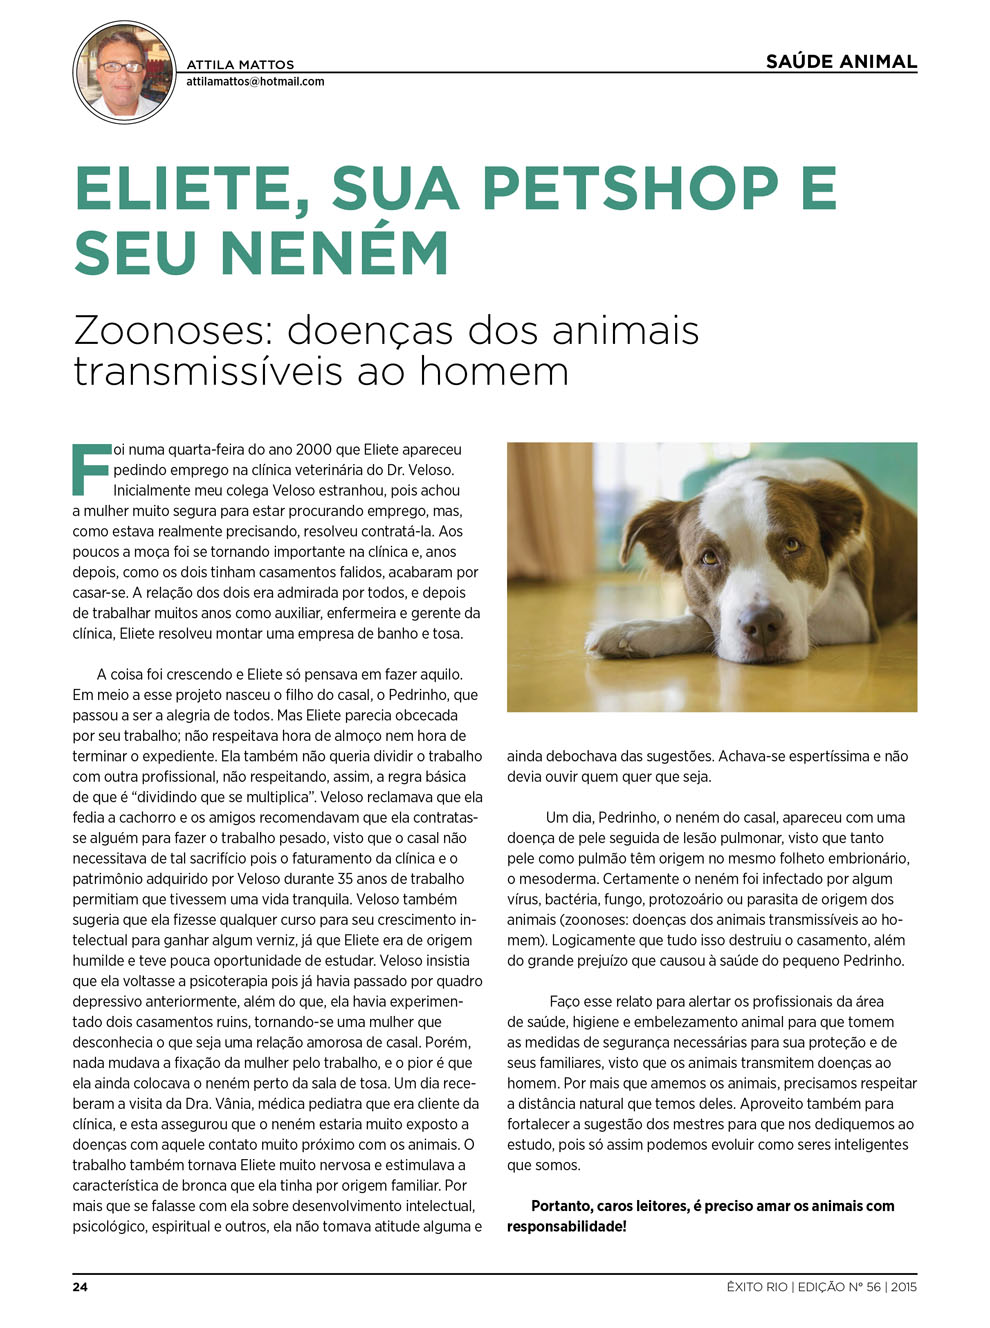 ATTILA MATTOS
attilamattos@hotmail.com
SAÚDE ANIMAL
ELIETE, SUA PETSHOP E
SEU NENÉM
Zoonoses: doenças dos animais
transmissíveis ao homem
Foi numa quarta-feira do ano 2000 que Eliete apareceu
pedindo emprego na clínica veterinária do Dr. Veloso.
Inicialmente meu colega Veloso estranhou, pois achou
a mulher muito segura para estar procurando emprego, mas,
como estava realmente precisando, resolveu contratá-la. Aos
poucos a moça foi se tornando importante na clínica e, anos
depois, como os dois tinham casamentos falidos, acabaram por
casar-se. A relação dos dois era admirada por todos, e depois
de trabalhar muitos anos como auxiliar, enfermeira e gerente da
clínica, Eliete resolveu montar uma empresa de banho e tosa.
A coisa foi crescendo e Eliete só pensava em fazer aquilo.
Em meio a esse projeto nasceu o filho do casal, o Pedrinho, que
passou a ser a alegria de todos. Mas Eliete parecia obcecada
por seu trabalho; não respeitava hora de almoço nem hora de
terminar o expediente. Ela também não queria dividir o trabalho
com outra profissional, não respeitando, assim, a regra básica
de que é “dividindo que se multiplica”. Veloso reclamava que ela
fedia a cachorro e os amigos recomendavam que ela contratas-
se alguém para fazer o trabalho pesado, visto que o casal não
necessitava de tal sacrifício pois o faturamento da clínica e o
patrimônio adquirido por Veloso durante 35 anos de trabalho
permitiam que tivessem uma vida tranquila. Veloso também
sugeria que ela fizesse qualquer curso para seu crescimento in-
telectual para ganhar algum verniz, já que Eliete era de origem
humilde e teve pouca oportunidade de estudar. Veloso insistia
que ela voltasse a psicoterapia pois já havia passado por quadro
depressivo anteriormente, além do que, ela havia experimen-
tado dois casamentos ruins, tornando-se uma mulher que
desconhecia o que seja uma relação amorosa de casal. Porém,
nada mudava a fixação da mulher pelo trabalho, e o pior é que
ela ainda colocava o neném perto da sala de tosa. Um dia rece-
beram a visita da Dra. Vânia, médica pediatra que era cliente da
clínica, e esta assegurou que o neném estaria muito exposto a
doenças com aquele contato muito próximo com os animais. O
trabalho também tornava Eliete muito nervosa e estimulava a
característica de bronca que ela tinha por origem familiar. Por
mais que se falasse com ela sobre desenvolvimento intelectual,
psicológico, espiritual e outros, ela não tomava atitude alguma e
ainda debochava das sugestões. Achava-se espertíssima e não
devia ouvir quem quer que seja.
Um dia, Pedrinho, o neném do casal, apareceu com uma
doença de pele seguida de lesão pulmonar, visto que tanto
pele como pulmão têm origem no mesmo folheto embrionário,
o mesoderma. Certamente o neném foi infectado por algum
vírus, bactéria, fungo, protozoário ou parasita de origem dos
animais (zoonoses: doenças dos animais transmissíveis ao ho-
mem). Logicamente que tudo isso destruiu o casamento, além
do grande prejuízo que causou à saúde do pequeno Pedrinho.
Faço esse relato para alertar os profissionais da área
de saúde, higiene e embelezamento animal para que tomem
as medidas de segurança necessárias para sua proteção e de
seus familiares, visto que os animais transmitem doenças ao
homem. Por mais que amemos os animais, precisamos respeitar
a distância natural que temos deles. Aproveito também para
fortalecer a sugestão dos mestres para que nos dediquemos ao
estudo, pois só assim podemos evoluir como seres inteligentes
que somos.
Portanto, caros leitores, é preciso amar os animais com
responsabilidade!
24
ÊXITO RIO | EDIÇÃO Nº 56 | 2015